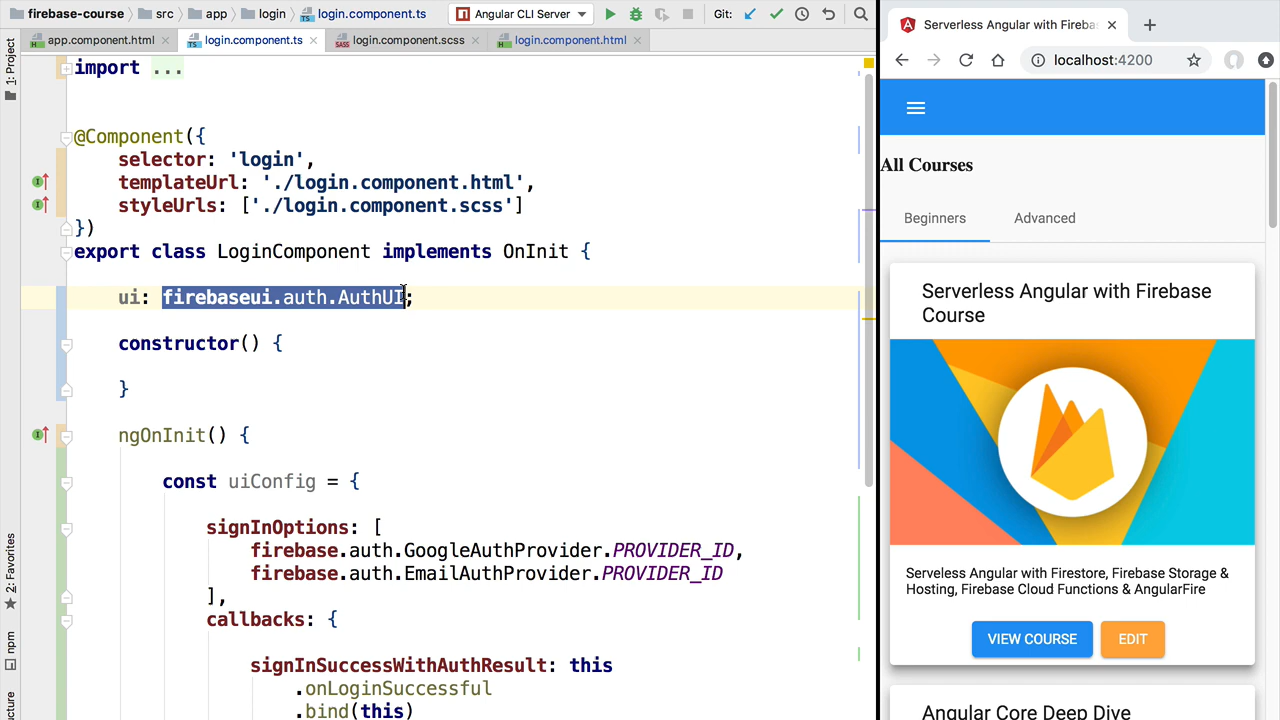 firebase-course
src
app
login
login.component.ts
Angular CLI Server
Git:
app.component.html
login.component.ts
login.component.scss
login.component.html
1: Project
2: Favorites
npm
import ...
@Component({
selector: 'login',
templateUrl: './login.component.html',
styleUrls: ['./login.component.scss']
})
export class LoginComponent implements OnInit {
ui: firebaseui.auth.AuthUI;
constructor() {
}
ngOnInit() {
const uiConfig = {
signInOptions: [
firebase.auth.GoogleAuthProvider.PROVIDER_ID,
firebase.auth.EmailAuthProvider.PROVIDER_ID
],
callbacks: {
signInSuccessWithAuthResult: this
.onLoginSuccessful
.bind(this)
Serverless Angular with Fireba
localhost:4200
All Courses
Beginners
Advanced
Serverless Angular with Firebase
Course
Serveless Angular with Firestore, Firebase Storage &
Hosting, Firebase Cloud Functions & AngularFire
VIEW COURSE
EDIT
Angular Core Deep Dive